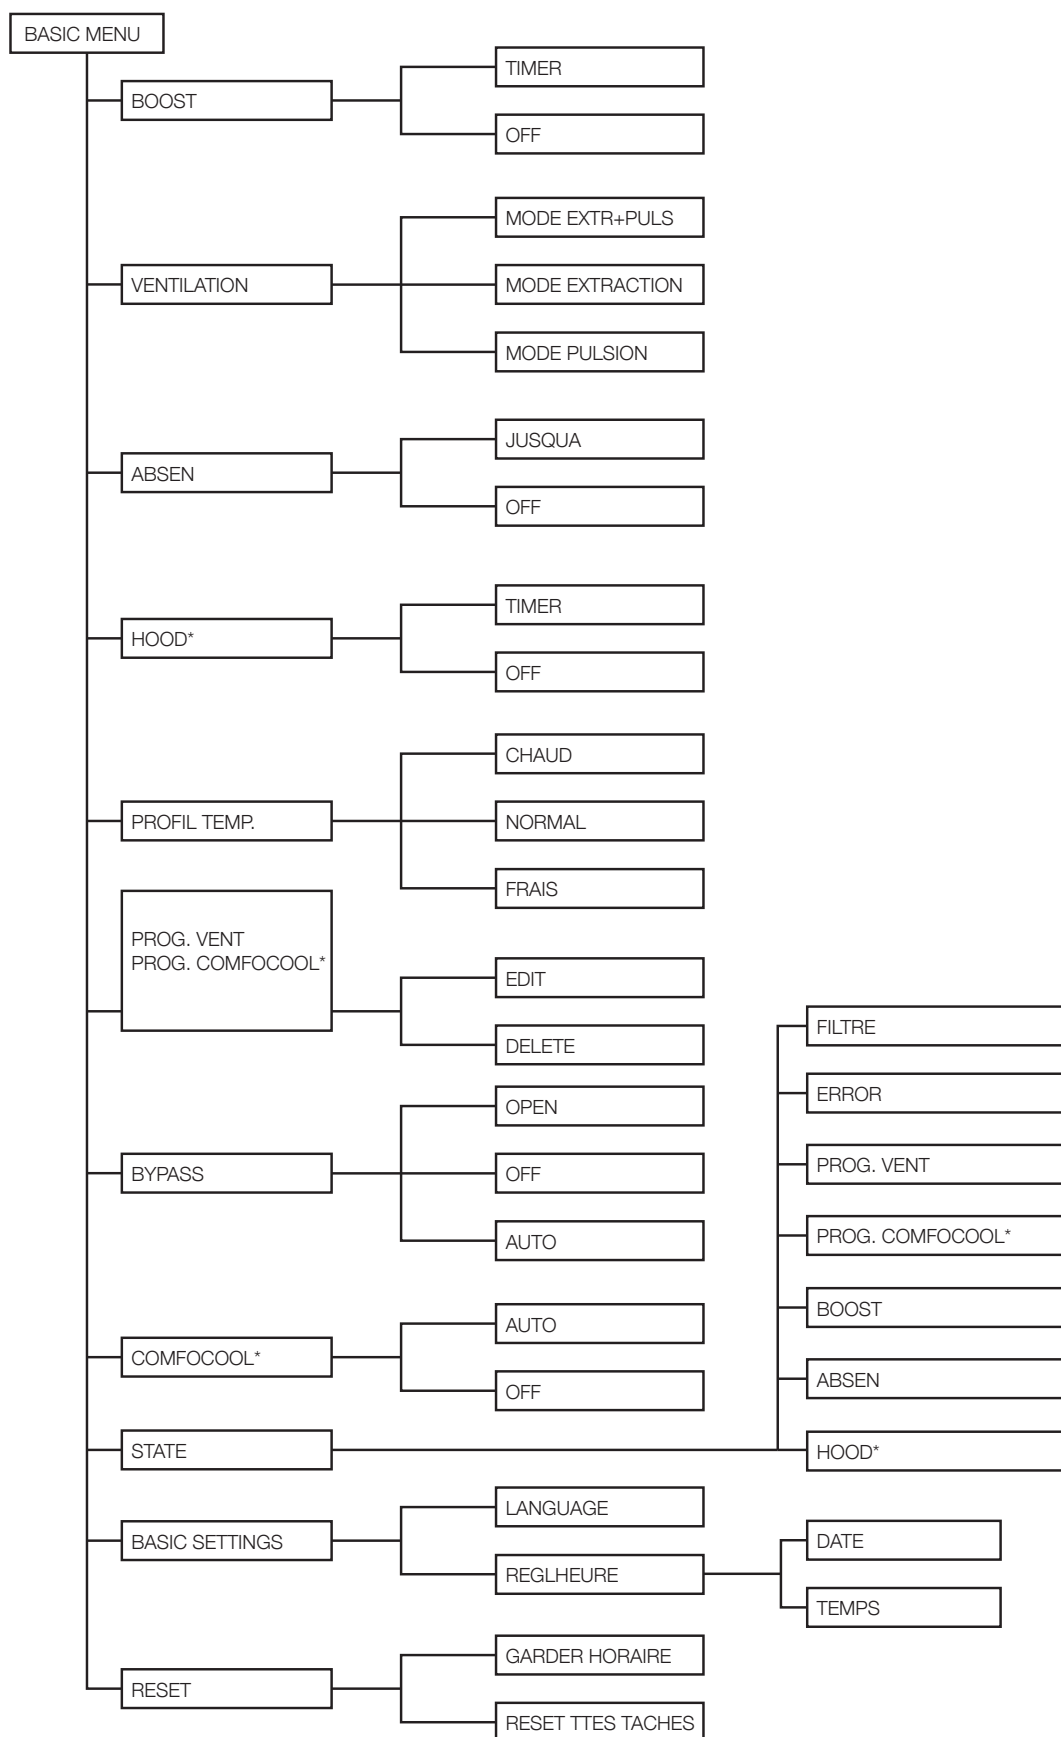 BASIC MENU
BOOST
TIMER
OFF
VENTILATION
MODE EXTR+PULS
MODE EXTRACTION
MODE PULSION
ABSEN
JUSQUA
OFF
HOOD*
TIMER
OFF
PROFIL TEMP.
CHAUD
NORMAL
FRAIS
PROG. VENT
PROG. COMFOCOOL*
EDIT
DELETE
BYPASS
OPEN
OFF
AUTO
COMFOCOOL*
AUTO
OFF
STATE
FILTRE
ERROR
PROG. VENT
PROG. COMFOCOOL*
BOOST
ABSEN
HOOD*
BASIC SETTINGS
LANGUAGE
REGLHEURE
DATE
TEMPS
RESET
GARDER HORAIRE
RESET TTES TACHES